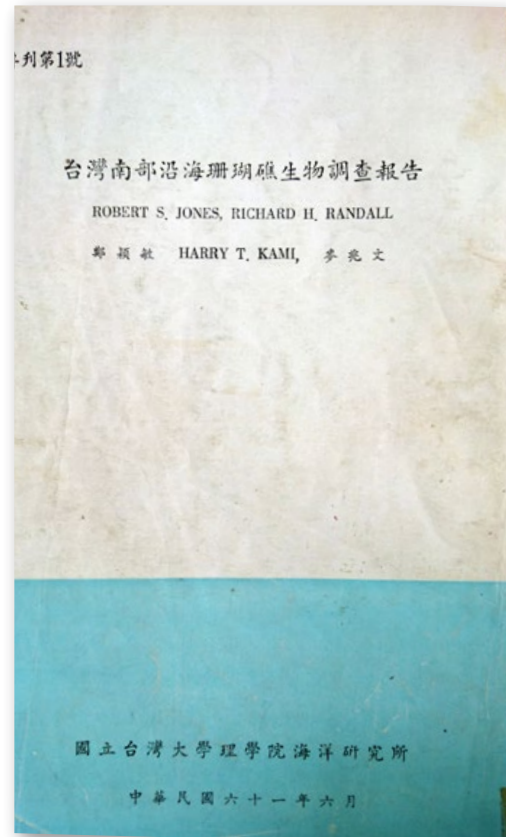 刊第1號
台灣南部沿海珊瑚礁生物調查報告
ROBERT S. JONES, RICHARD H. RANDALL
鄭穎敏 HARRY T. KAMI, 麥兆文
國立台灣大學理學院海洋研究所
中華民國六十一年六月